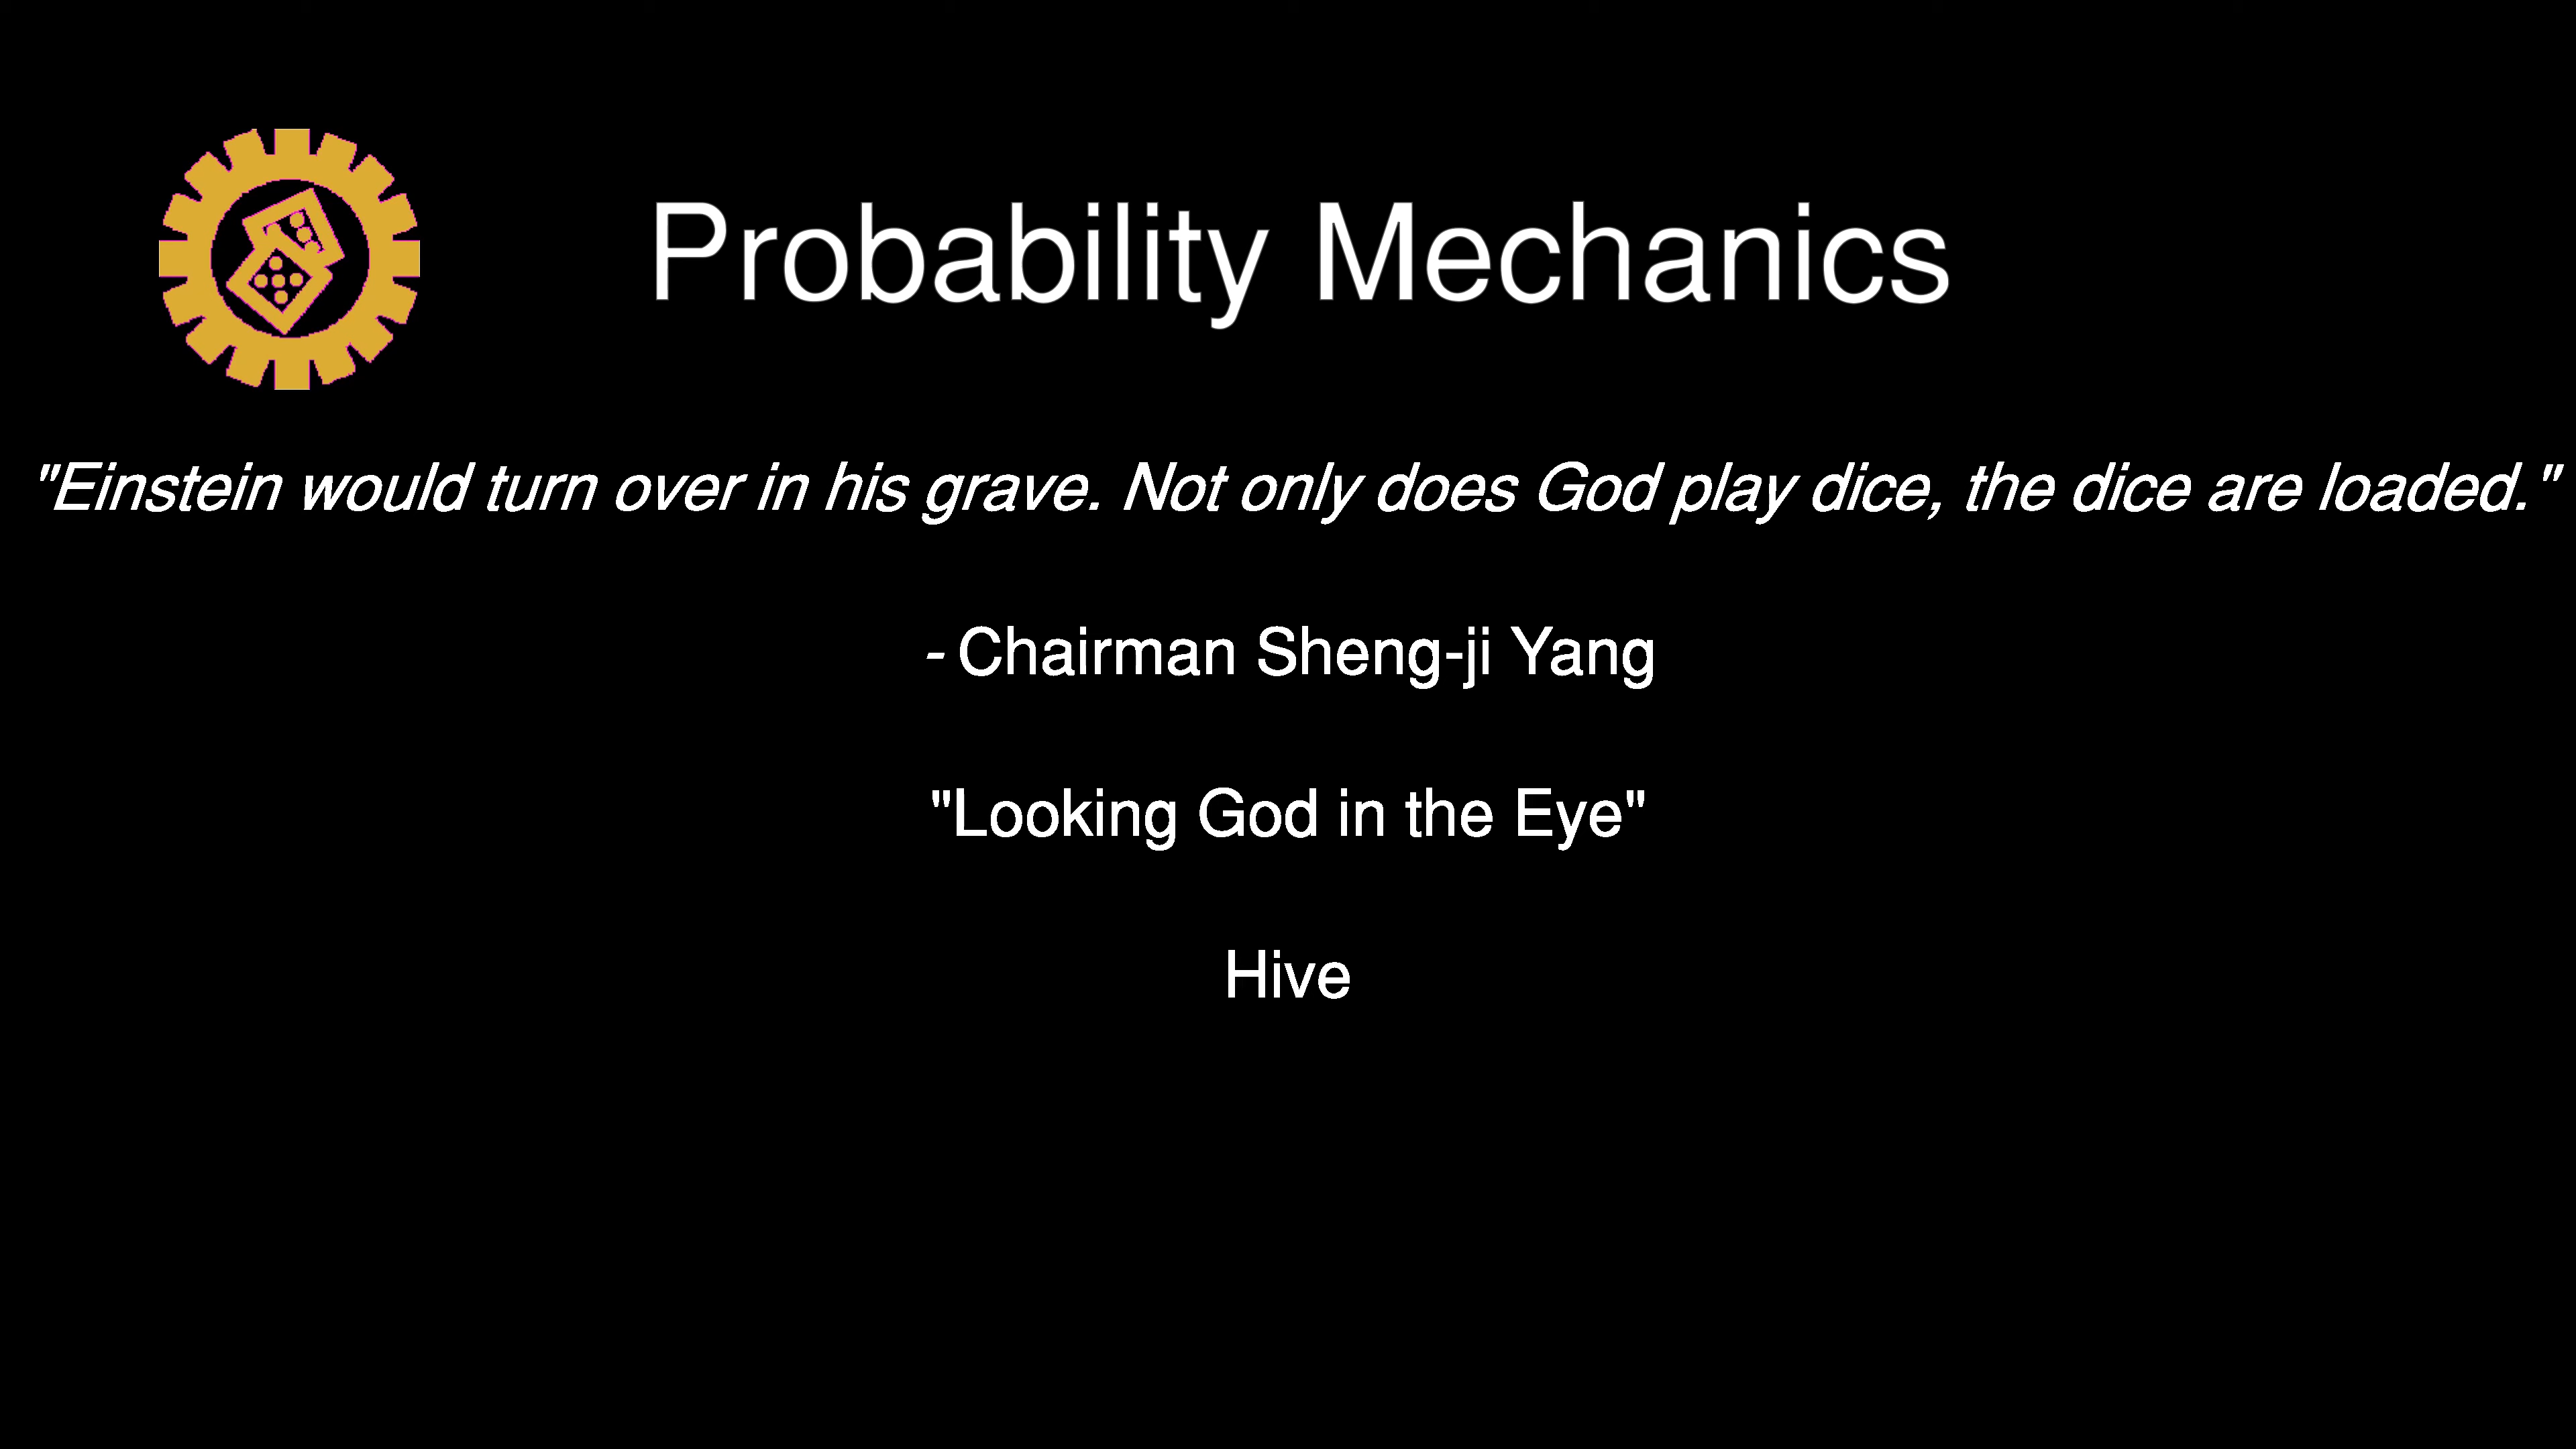 Probability Mechanics
"Einstein would turn over in his grave. Not only does God play dice, the dice are loaded."
- Chairman Sheng-ji Yang
"Looking God in the Eye"
Hive